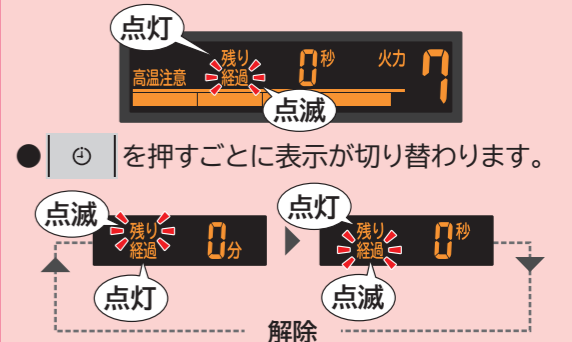 点灯
残り 0秒 火力 7
高温注意 経過
点滅
● を押すごとに表示が切り替わります。
点滅 点灯
残り 0分 残り 0秒
経過 経過
点灯 点滅
解除